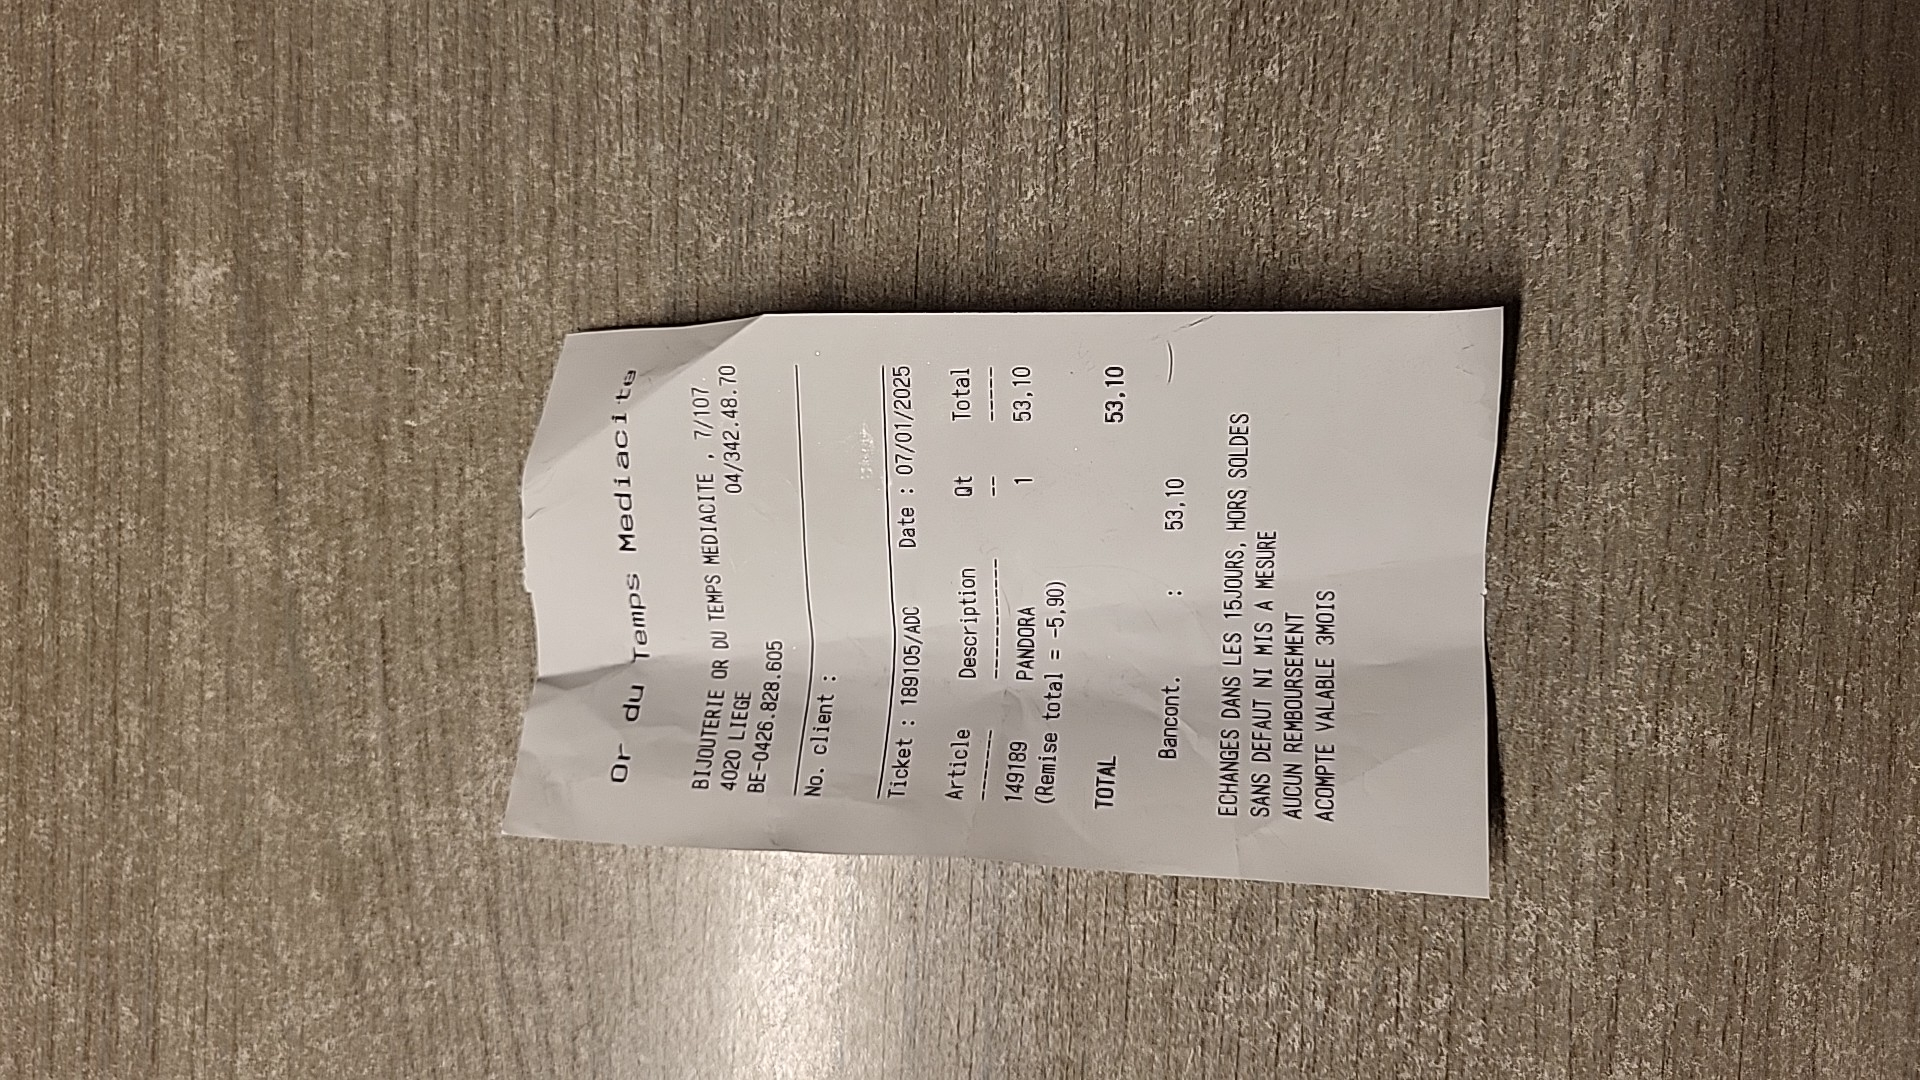 Or du Temps Mediacite
BIJOUTERIE OR DU TEMPS MEDIACITE , 7/107
4020 LIEGE 04/342.48.70
BE-0426.828.605
No. client :
Ticket : 189105/ADC Date : 07/01/2025
Article Description Qt Total
------- ----------- -- -----
149189 PANDORA 1 53,10
(Remise total = -5,90)
TOTAL 53,10
Bancont. : 53,10
ECHANGES DANS LES 15JOURS, HORS SOLDES
SANS DEFAUT NI MIS A MESURE
AUCUN REMBOURSEMENT
ACOMPTE VALABLE 3MOIS